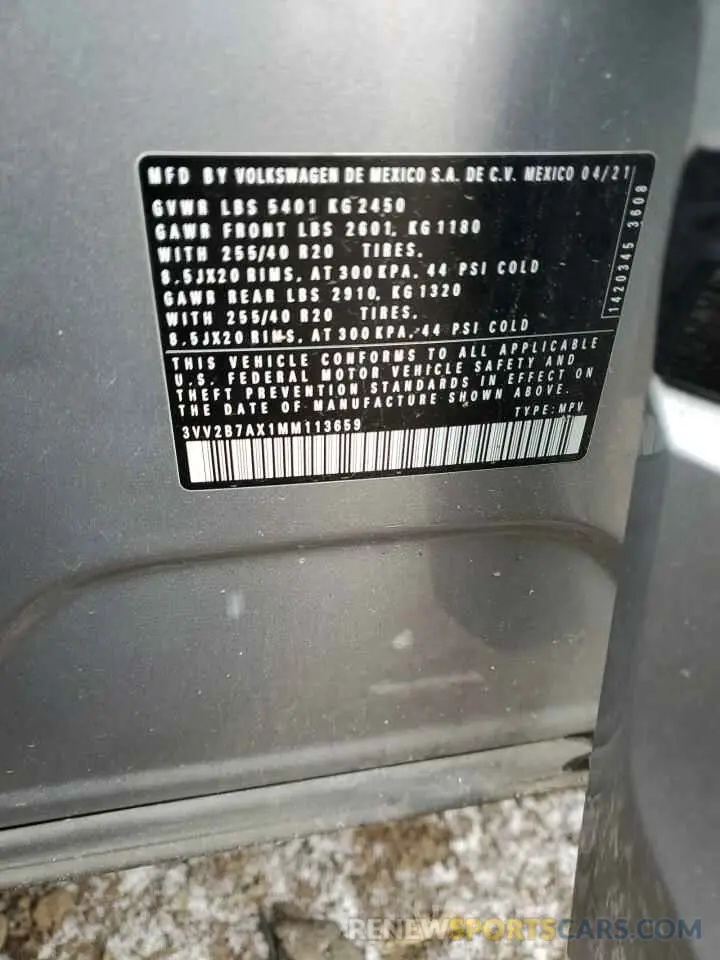 MFD BY VOLKSWAGEN DE MEXICO S.A. DE C.V. MEXICO 04/21
GVWR LBS 5401 KG 2450
GAWR FRONT LBS 2601, KG 1180
WITH 255/40 R20 TIRES,
8.5JX20 RIMS, AT 300 KPA, 44 PSI COLD
GAWR REAR LBS 2910, KG 1320
WITH 255/40 R20 TIRES,
8.5JX20 RIMS, AT 300 KPA, 44 PSI COLD
1420345 3608
THIS VEHICLE CONFORMS TO ALL APPLICABLE
U.S. FEDERAL MOTOR VEHICLE SAFETY AND
THEFT PREVENTION STANDARDS IN EFFECT ON
THE DATE OF MANUFACTURE SHOWN ABOVE.
3VV2B7AX1MM113659 TYPE: MPV
RENEWSPORTSCARS.COM